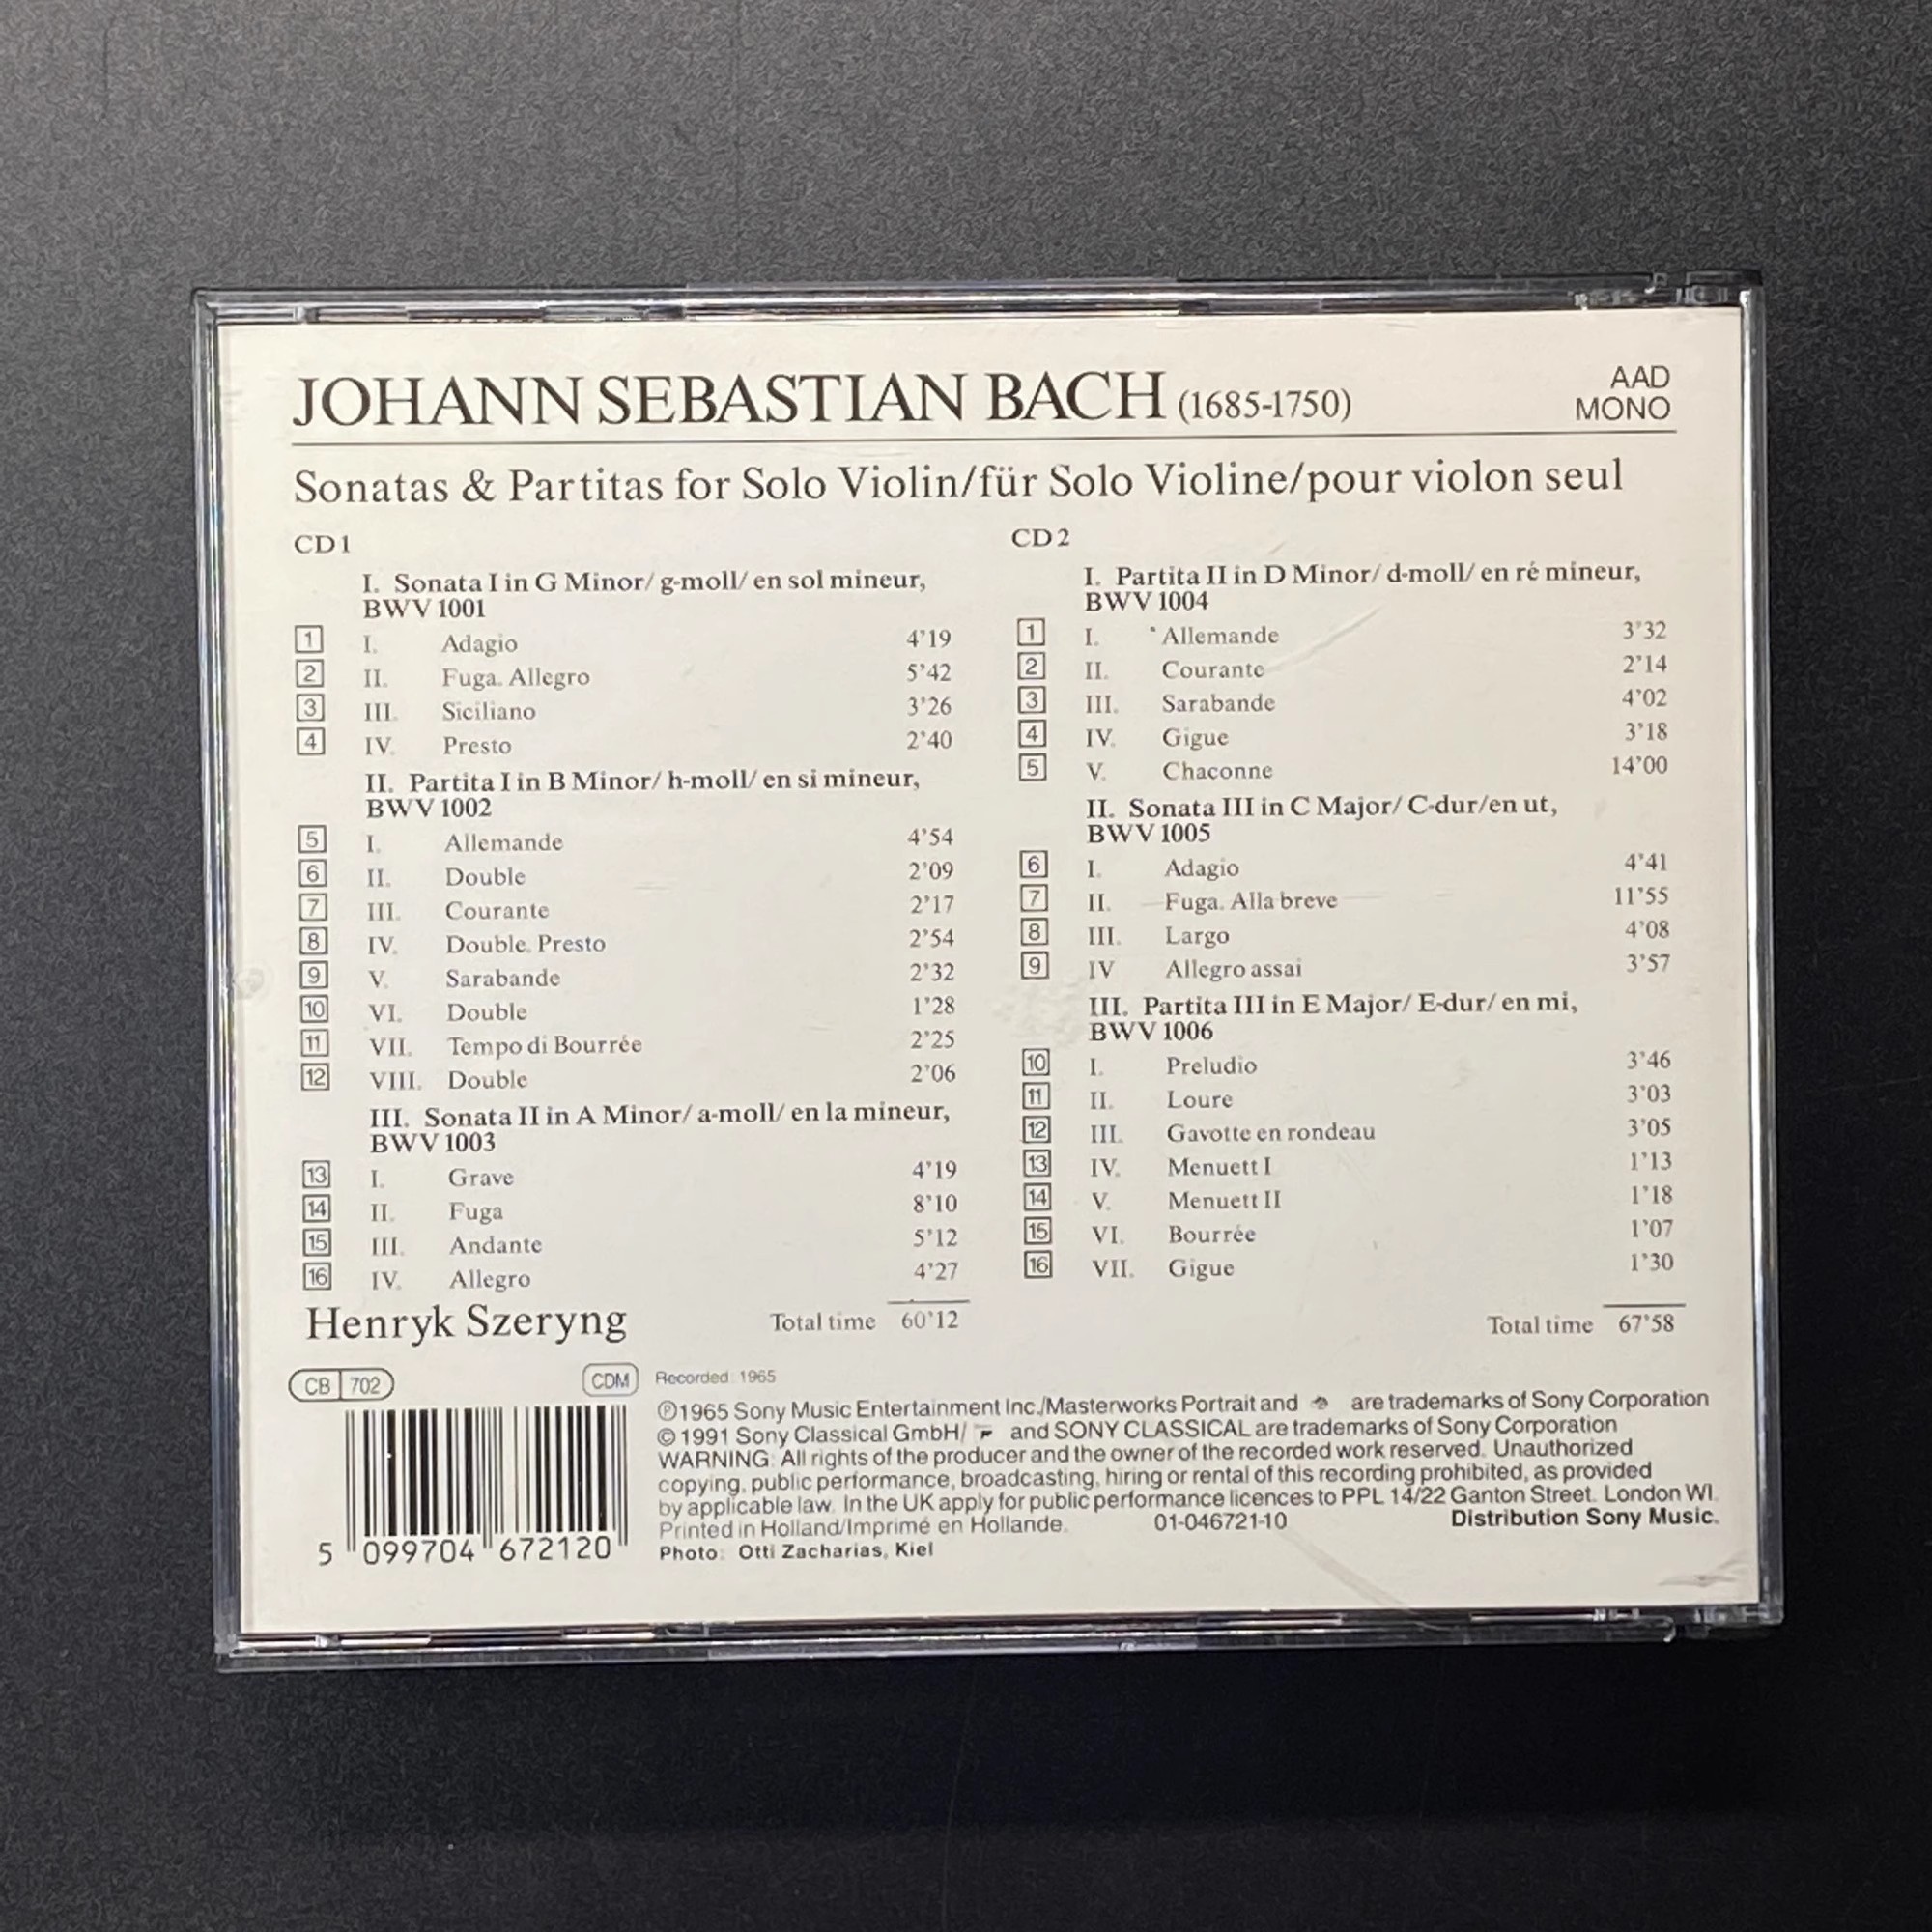 JOHANN SEBASTIAN BACH (1685-1750)
AAD
MONO
Sonatas & Partitas for Solo Violin/für Solo Violine/pour violon seul
CD 1
I. Sonata I in G Minor/ g-moll/ en sol mineur,
BWV 1001
1 I. Adagio 4'19
2 II. Fuga. Allegro 5'42
3 III. Siciliano 3'26
4 IV. Presto 2'40
II. Partita I in B Minor/ h-moll/ en si mineur,
BWV 1002
5 I. Allemande 4'54
6 II. Double 2'09
7 III. Courante 2'17
8 IV. Double. Presto 2'54
9 V. Sarabande 2'32
10 VI. Double 1'28
11 VII. Tempo di Bourrée 2'25
12 VIII. Double 2'06
III. Sonata II in A Minor/ a-moll/ en la mineur,
BWV 1003
13 I. Grave 4'19
14 II. Fuga 8'10
15 III. Andante 5'12
16 IV. Allegro 4'27
Total time 60'12
CD 2
I. Partita II in D Minor/ d-moll/ en ré mineur,
BWV 1004
1 I. Allemande 3'32
2 II. Courante 2'14
3 III. Sarabande 4'02
4 IV. Gigue 3'18
5 V. Chaconne 14'00
II. Sonata III in C Major/ C-dur/en ut,
BWV 1005
6 I. Adagio 4'41
7 II. Fuga. Alla breve 11'55
8 III. Largo 4'08
9 IV Allegro assai 3'57
III. Partita III in E Major/ E-dur/ en mi,
BWV 1006
10 I. Preludio 3'46
11 II. Loure 3'03
12 III. Gavotte en rondeau 3'05
13 IV. Menuett I 1'13
14 V. Menuett II 1'18
15 VI. Bourrée 1'07
16 VII. Gigue 1'30
Total time 67'58
Henryk Szeryng
CB 702
CDM
Recorded: 1965
℗1965 Sony Music Entertainment Inc./Masterworks Portrait and are trademarks of Sony Corporation
©1991 Sony Classical GmbH/ and SONY CLASSICAL are trademarks of Sony Corporation
WARNING: All rights of the producer and the owner of the recorded work reserved. Unauthorized
copying, public performance, broadcasting, hiring or rental of this recording prohibited, as provided
by applicable law. In the UK apply for public performance licences to PPL 14/22 Ganton Street. London W1.
Printed in Holland/Imprimé en Hollande. 01-046721-10 Distribution Sony Music.
Photo: Otti Zacharias, Kiel
5 099704 672120